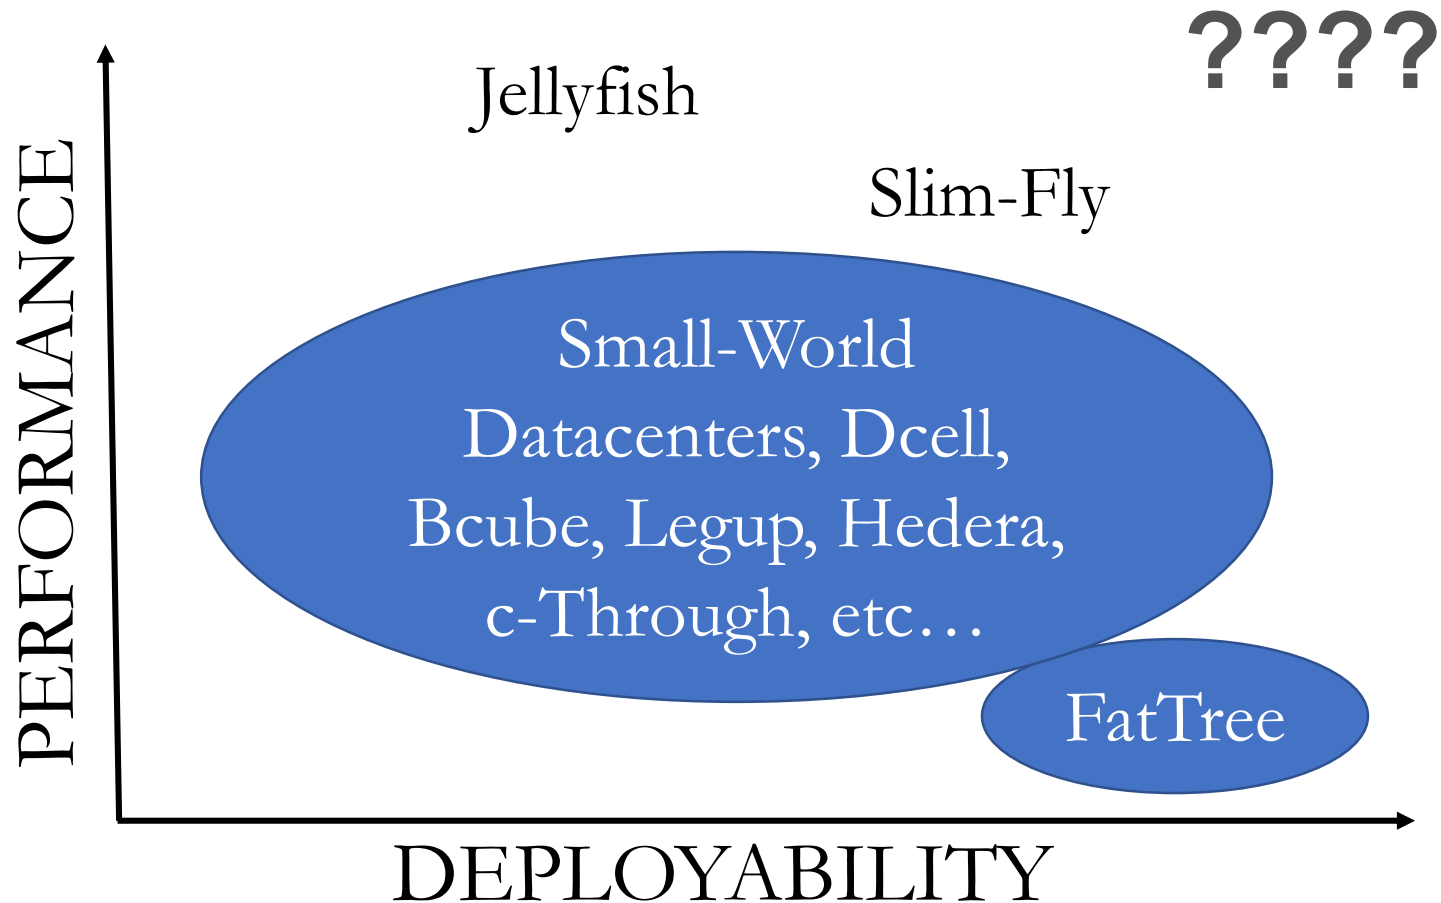 ????
Jellyfish
Slim-Fly
PERFORMANCE
Small-World
Datacenters, Dcell,
Bcube, Legup, Hedera,
c-Through, etc…
FatTree
DEPLOYABILITY